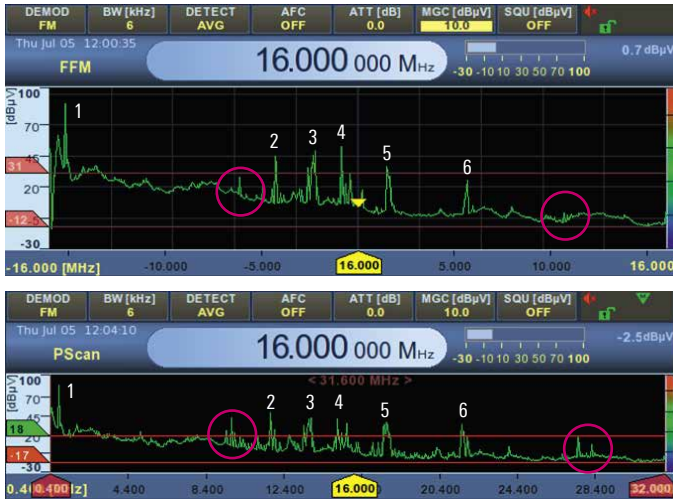 DEMOD BW [kHz] DETECT AFC ATT [dB] MGC [dBµV] SQU [dBµV]
FM 6 AVG OFF 0.0 10.0 OFF
Thu Jul 05 12:00:35
FFM 16.000 000 MHz -30 -10 10 30 50 70 100 0.7 dBµV
[dBµV] 100
1
70
2 3 4 5 6
45
31
20
-12.5
-30
-16.000 [MHz] -10.000 -5.000 16.000 5.000 10.000 16.000
DEMOD BW [kHz] DETECT AFC ATT [dB] MGC [dBµV] SQU [dBµV]
FM 6 AVG OFF 0.0 10.0 OFF
Thu Jul 05 12:04:10
PScan 16.000 000 MHz -30 -10 10 30 50 70 100 -2.5dBµV
[dBµV] 100 < 31.600 MHz >
1
70
2 3 4 5 6
45
18
20
-17
-30
0.400 4.400 8.400 12.400 16.000 20.400 24.400 28.400 32.000